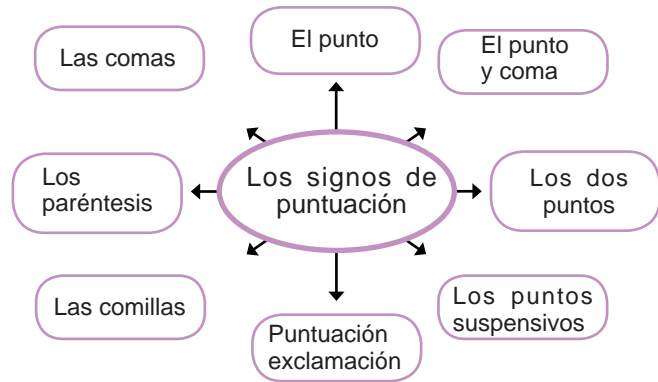 El punto
Las comas
El punto
y coma
Los
paréntesis
Los signos de
puntuación
Los dos
puntos
Las comillas
Los puntos
suspensivos
Puntuación
exclamación